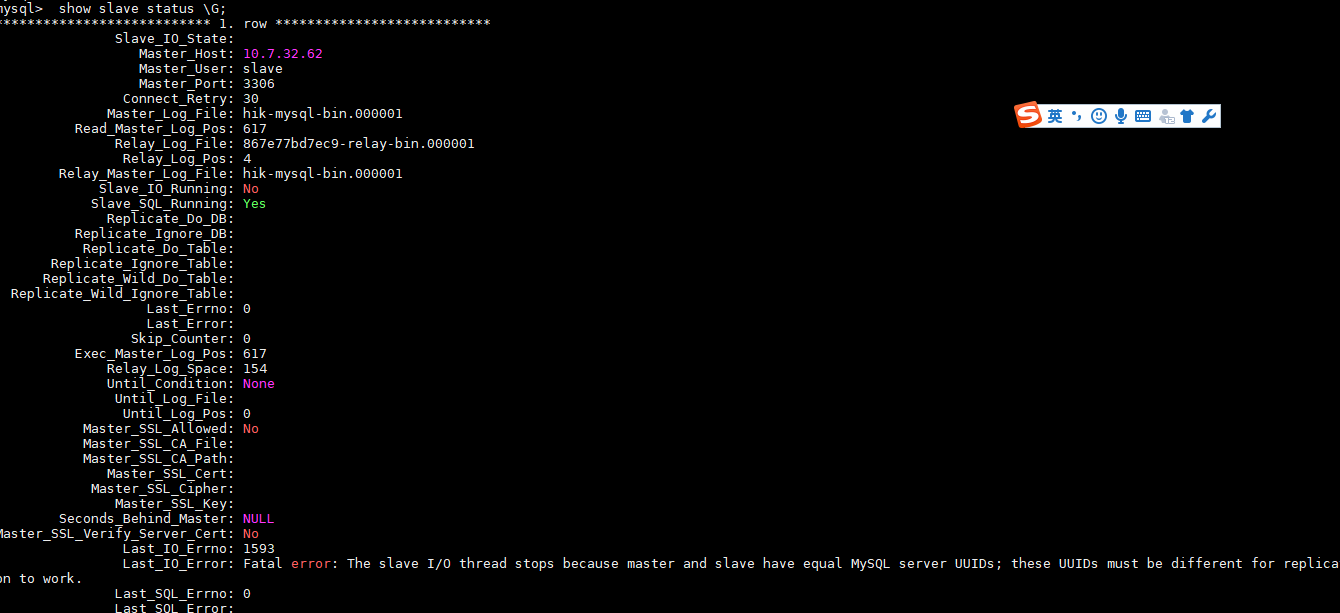 mysql>  show slave status \G;
*************************** 1. row ***************************
Slave_IO_State:
Master_Host: 10.7.32.62
Master_User: slave
Master_Port: 3306
Connect_Retry: 30
Master_Log_File: hik-mysql-bin.000001
Read_Master_Log_Pos: 617
Relay_Log_File: 867e77bd7ec9-relay-bin.000001
Relay_Log_Pos: 4
Relay_Master_Log_File: hik-mysql-bin.000001
Slave_IO_Running: No
Slave_SQL_Running: Yes
Replicate_Do_DB:
Replicate_Ignore_DB:
Replicate_Do_Table:
Replicate_Ignore_Table:
Replicate_Wild_Do_Table:
Replicate_Wild_Ignore_Table:
Last_Errno: 0
Last_Error:
Skip_Counter: 0
Exec_Master_Log_Pos: 617
Relay_Log_Space: 154
Until_Condition: None
Until_Log_File:
Until_Log_Pos: 0
Master_SSL_Allowed: No
Master_SSL_CA_File:
Master_SSL_CA_Path:
Master_SSL_Cert:
Master_SSL_Cipher:
Master_SSL_Key:
Seconds_Behind_Master: NULL
Master_SSL_Verify_Server_Cert: No
Last_IO_Errno: 1593
Last_IO_Error: Fatal error: The slave I/O thread stops because master and slave have equal MySQL server UUIDs; these UUIDs must be different for replica
on to work.
Last_SQL_Errno: 0
Last_SQL_Error:
S 英